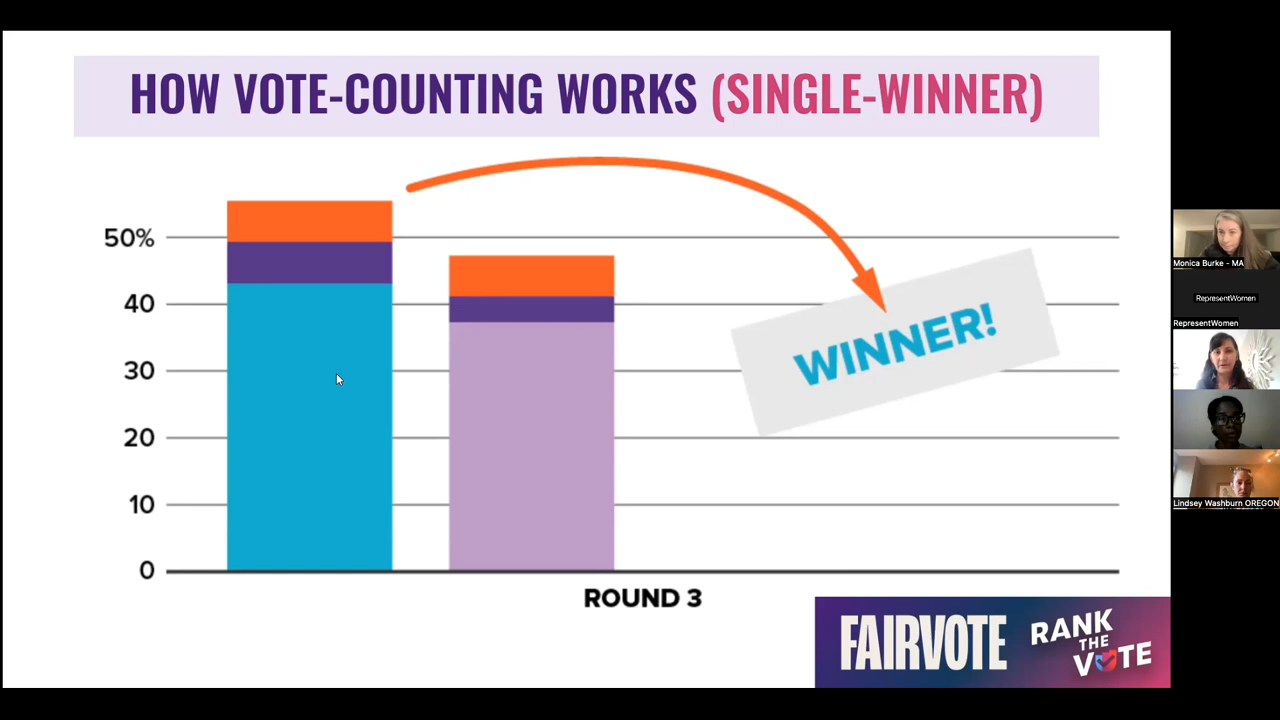 HOW VOTE-COUNTING WORKS (SINGLE-WINNER)
50%
40
30
20
10
0
WINNER!
ROUND 3
FAIRVOTE
RANK
THE
VOTE
Monica Burke - MA
RepresentWomen
RepresentWomen
Lindsey Washburn OREGON